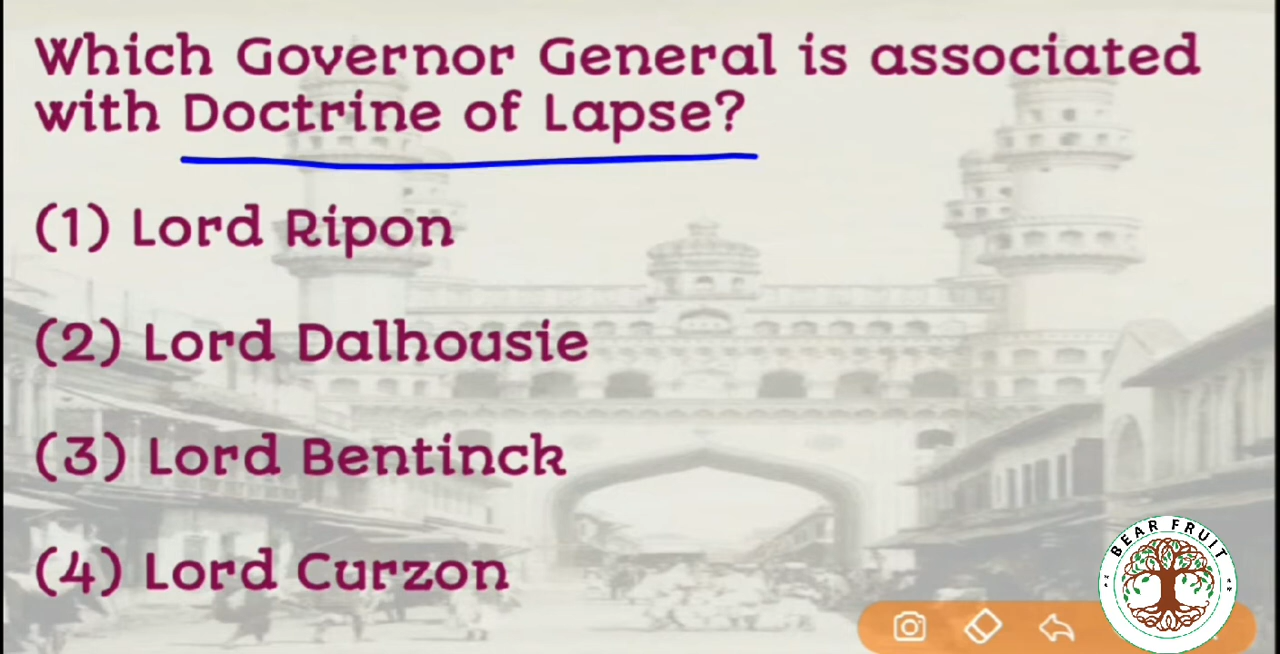 Which Governor General is associated
with Doctrine of Lapse?
(1) Lord Ripon
(2) Lord Dalhousie
(3) Lord Bentinck
(4) Lord Curzon
BEAR FRUIT